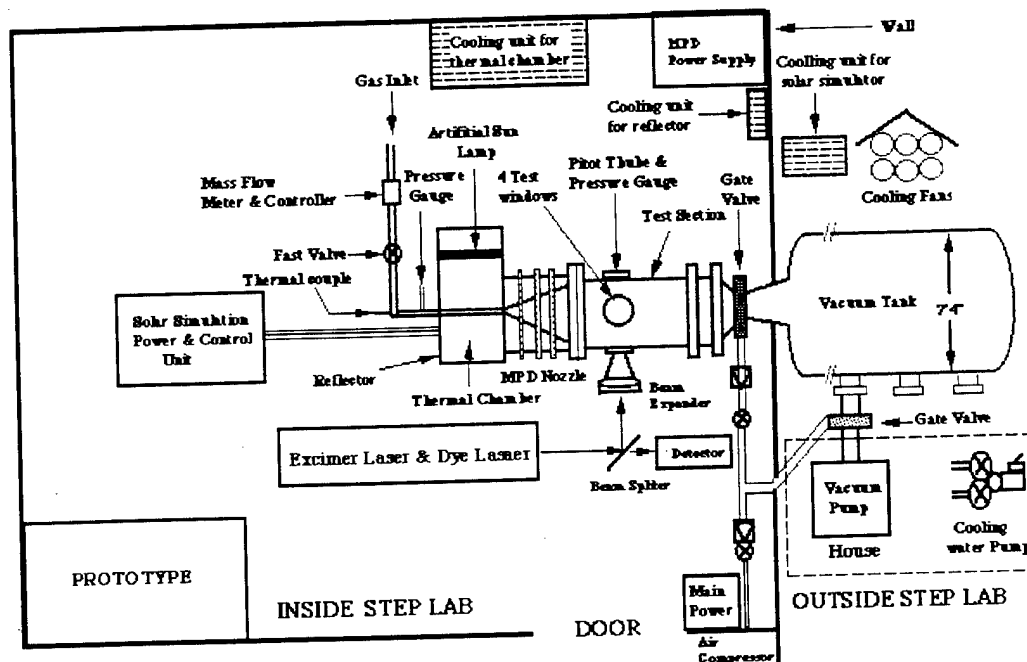 Cooling unit for
thermal chamber
MPD
Power Supply
Wall
Coolling unit for
solar simulator
Gas Inlet
Cooling unit
for reflector
Artifitial Sun
Lamp
Mass Flow
Meter & Controller
Pressure
Gauge
4 Test
windows
Pitot Thube &
Pressure Gauge
Gate
Valve
Test Section
Cooling Fans
Fast Valve
Thermal couple
Solar Simulation
Power & Control
Unit
Vacuum Tank
7'4"
Reflector
MPD Nozzle
Thermal Chamber
Beam
Expander
Gate Valve
Excimer Laser & Dye Lasaer
Detector
Beam Spliter
Vacuum
Pump
House
Cooling
water Pump
PROTOTYPE
INSIDE STEP LAB
DOOR
Main
Power
OUTSIDE STEP LAB
Air
Compressor